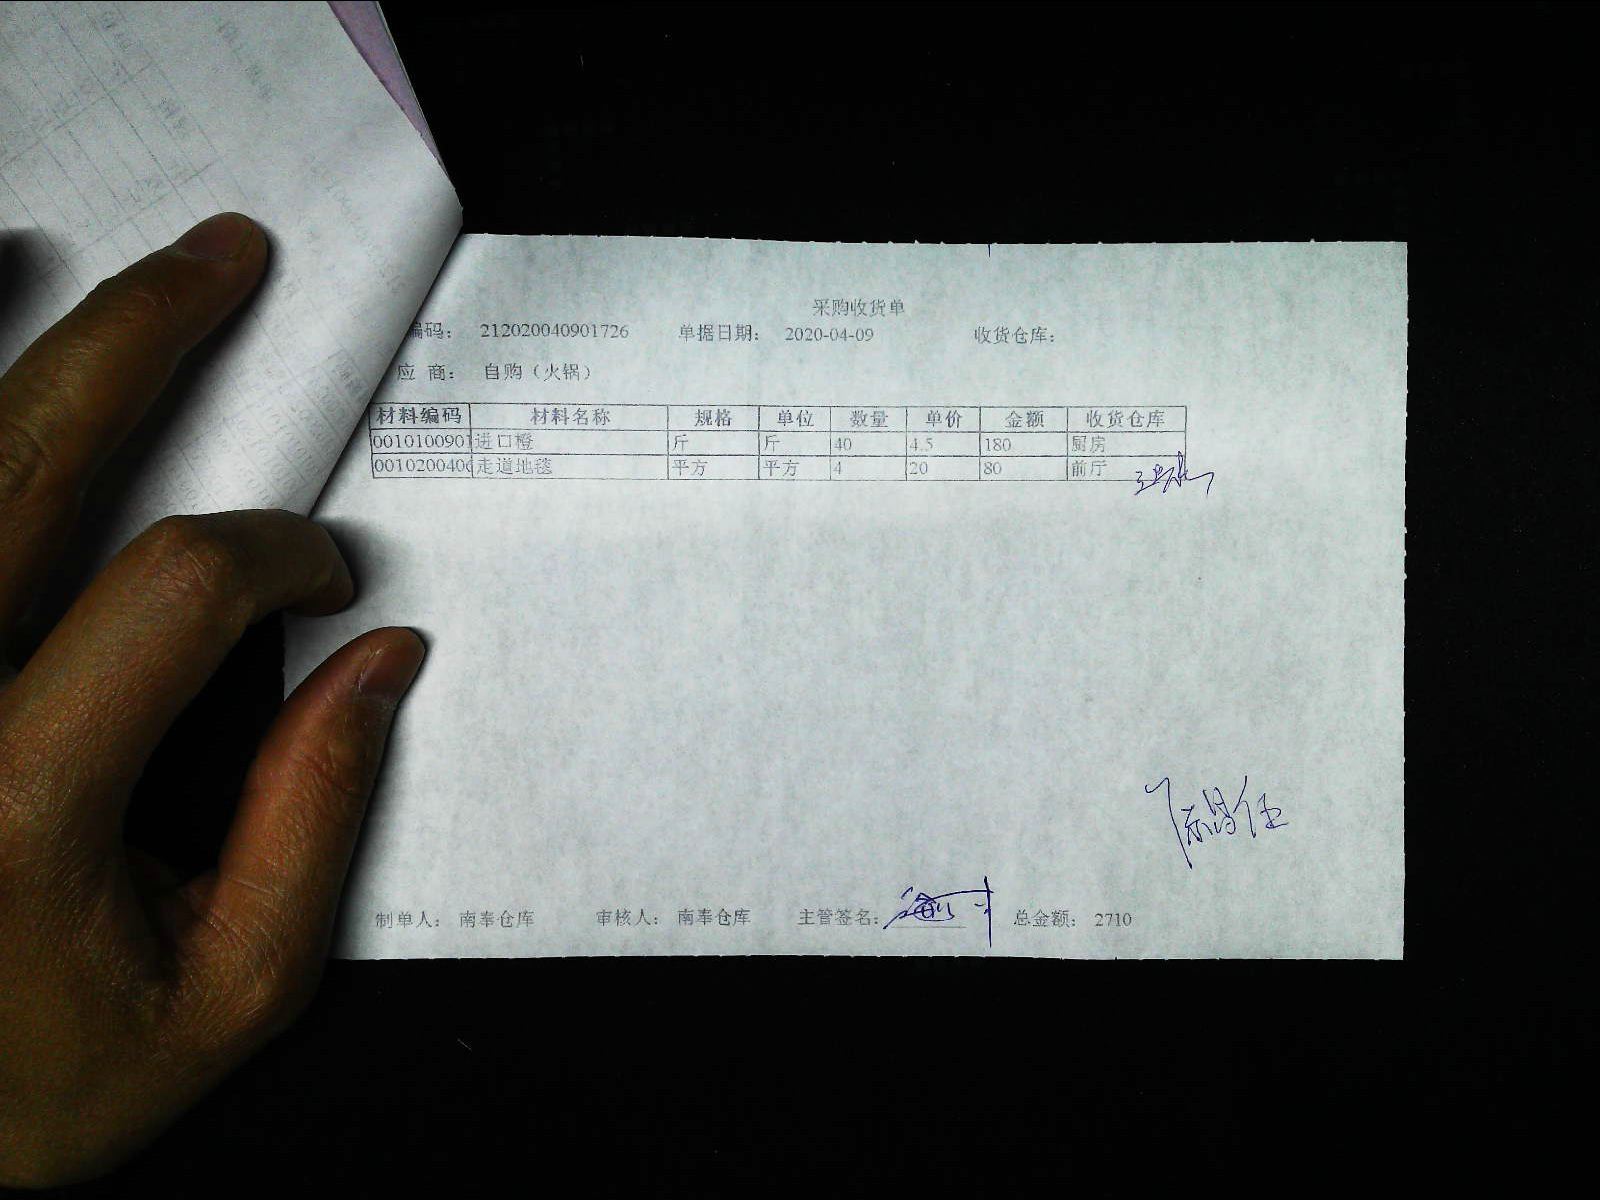 采购收货单
编码: 212020040901726 单据日期: 2020-04-09 收货仓库:
应 商: 自购（火锅）
材料编码 材料名称 规格 单位 数量 单价 金额 收货仓库
0010100901 进口橙 斤 斤 40 4.5 180 厨房
001020040 走道地毯 平方 平方 4 20 80 前厅
制单人: 南奉仓库 审核人: 南奉仓库 主管签名: 总金额: 2710